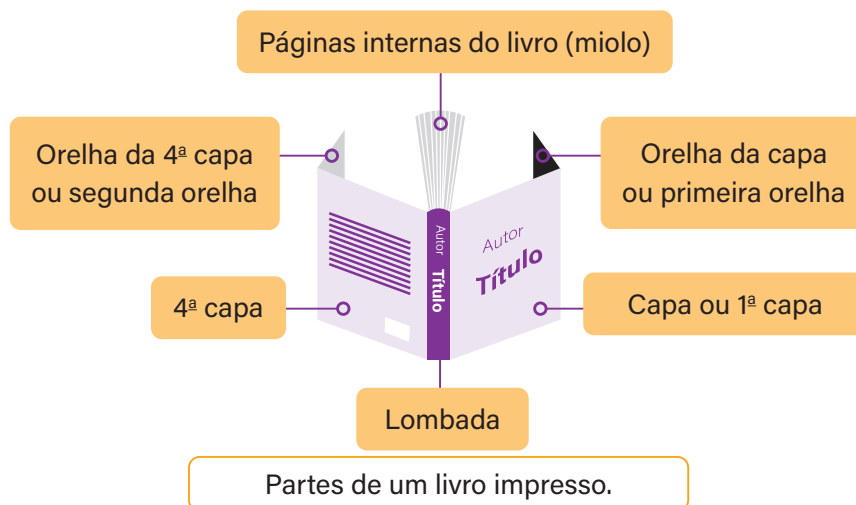 Páginas internas do livro (miolo)
Orelha da 4ª capa
ou segunda orelha
Orelha da capa
ou primeira orelha
Autor
Título
Autor
Título
4ª capa
Capa ou 1ª capa
Lombada
Partes de um livro impresso.